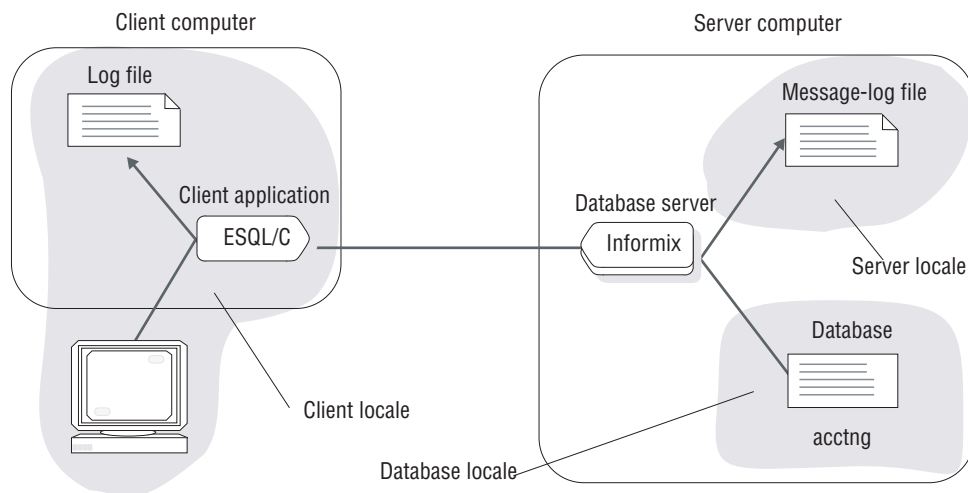 Client computer
Server computer
Log file
Message-log file
Client application
ESQL/C
Database server
Informix
Server locale
Database
Client locale
acctng
Database locale